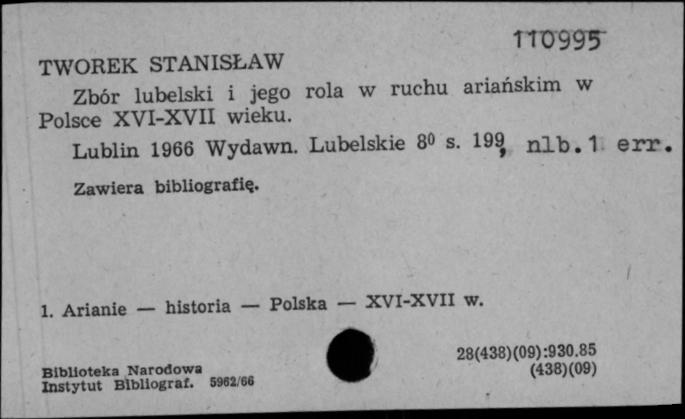 110995
TWOREK STANISŁAW
Zbór lubelski i jego rola w ruchu ariańskim w
Polsce XVI-XVII wieku.
Lublin 1966 Wydawn. Lubelskie 8⁰ s. 199, nlb. 1 err.
Zawiera bibliografię.
1. Arianie — historia — Polska — XVI-XVII w.
28(438)(09):930.85
(438)(09)
Biblioteka Narodowa
Instytut Bibliograf. 5962/66